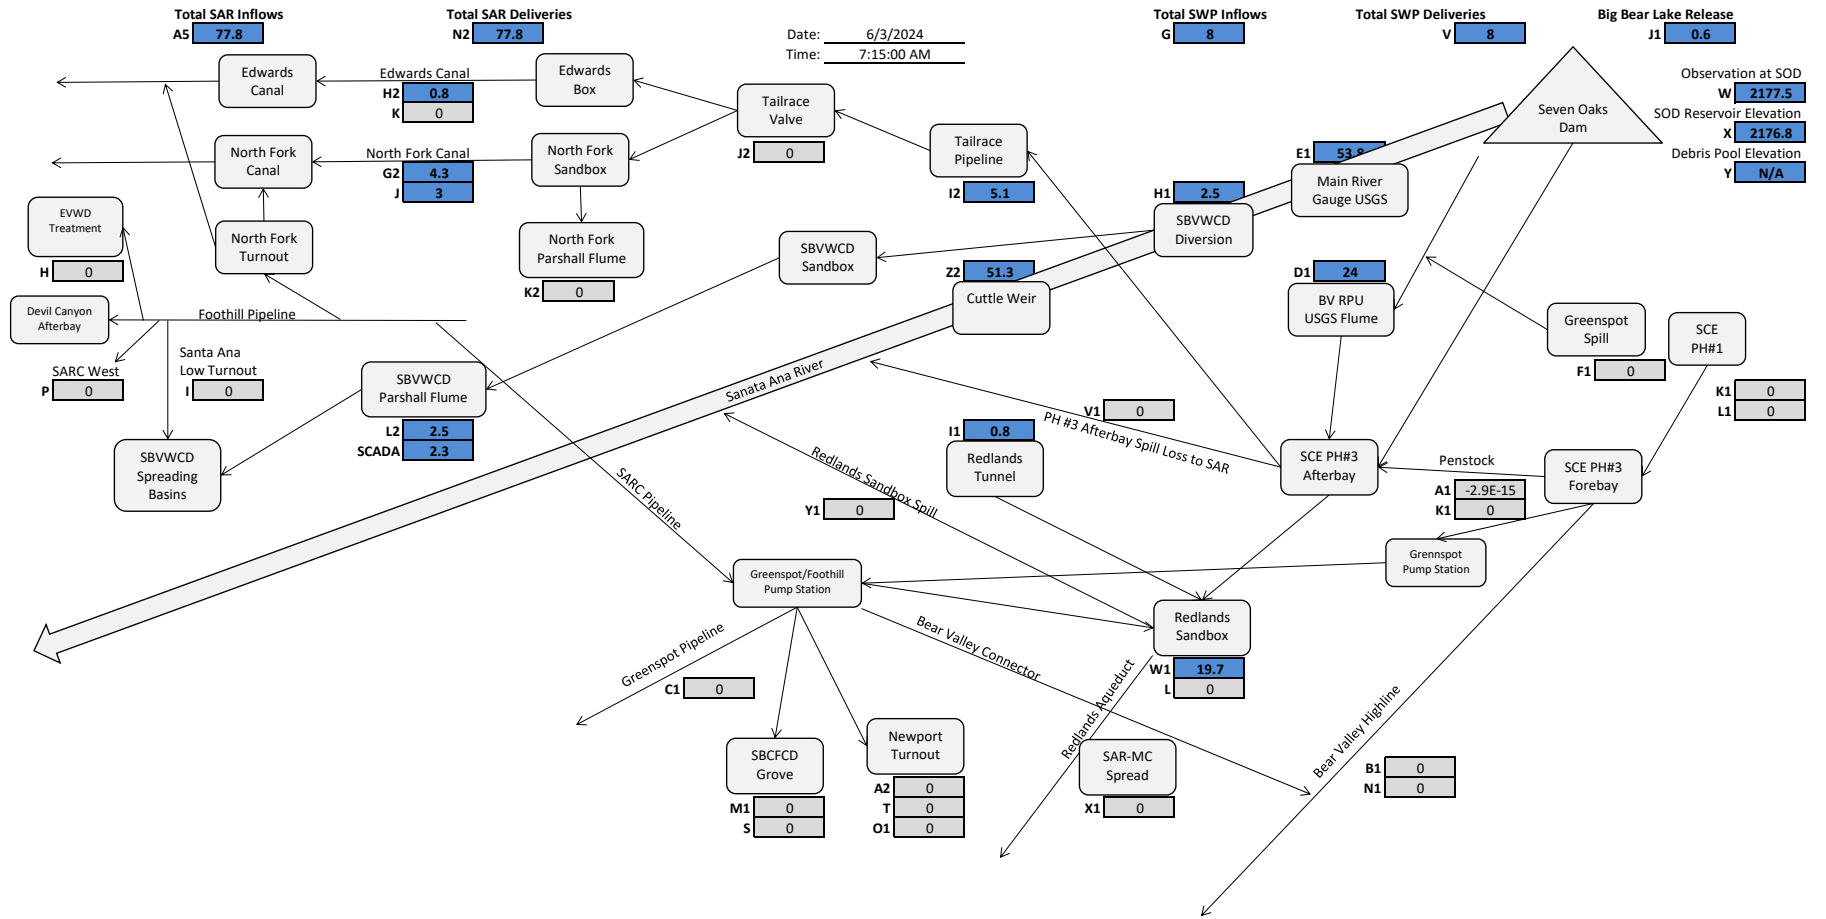 Total SAR Inflows
A5 77.8
Total SAR Deliveries
N2 77.8
Date: 6/3/2024
Time: 7:15:00 AM
Total SWP Inflows
G 8
Total SWP Deliveries
V 8
Big Bear Lake Release
J1 0.6
Observation at SOD
W 2177.5
SOD Reservoir Elevation
X 2176.8
Debris Pool Elevation
Y N/A
Edwards
Canal
Edwards Canal
H2 0.8
K 0
Edwards
Box
Tailrace
Valve
J2 0
Tailrace
Pipeline
I2 5.1
Seven Oaks
Dam
E1 53.8
Main River
Gauge USGS
H1 2.5
SBVWCD
Diversion
North Fork
Canal
North Fork Canal
G2 4.3
J 3
North Fork
Sandbox
North Fork
Parshall Flume
K2 0
EVWD
Treatment
H 0
North Fork
Turnout
SBVWCD
Sandbox
Z2 51.3
Cuttle Weir
D1 24
BV RPU
USGS Flume
Greenspot
Spill
F1 0
SCE
PH#1
K1 0
L1 0
Devil Canyon
Afterbay
Foothill Pipeline
SARC West
P 0
Santa Ana
Low Turnout
I 0
SBVWCD
Parshall Flume
L2 2.5
SCADA 2.3
SBVWCD
Spreading
Basins
Sanata Ana River
SARC Pipeline
Redlands Sandbox Spill
Y1 0
V1 0
PH #3 Afterbay Spill Loss to SAR
I1 0.8
Redlands
Tunnel
SCE PH#3
Afterbay
Penstock
A1 -2.9E-15
K1 0
SCE PH#3
Forebay
Grennspot
Pump Station
Greenspot/Foothill
Pump Station
Redlands
Sandbox
W1 19.7
L 0
Greenspot Pipeline
C1 0
Bear Valley Connector
Redlands Aqueduct
Bear Valley Highline
SBCFCD
Grove
M1 0
S 0
Newport
Turnout
A2 0
T 0
O1 0
SAR-MC
Spread
X1 0
B1 0
N1 0